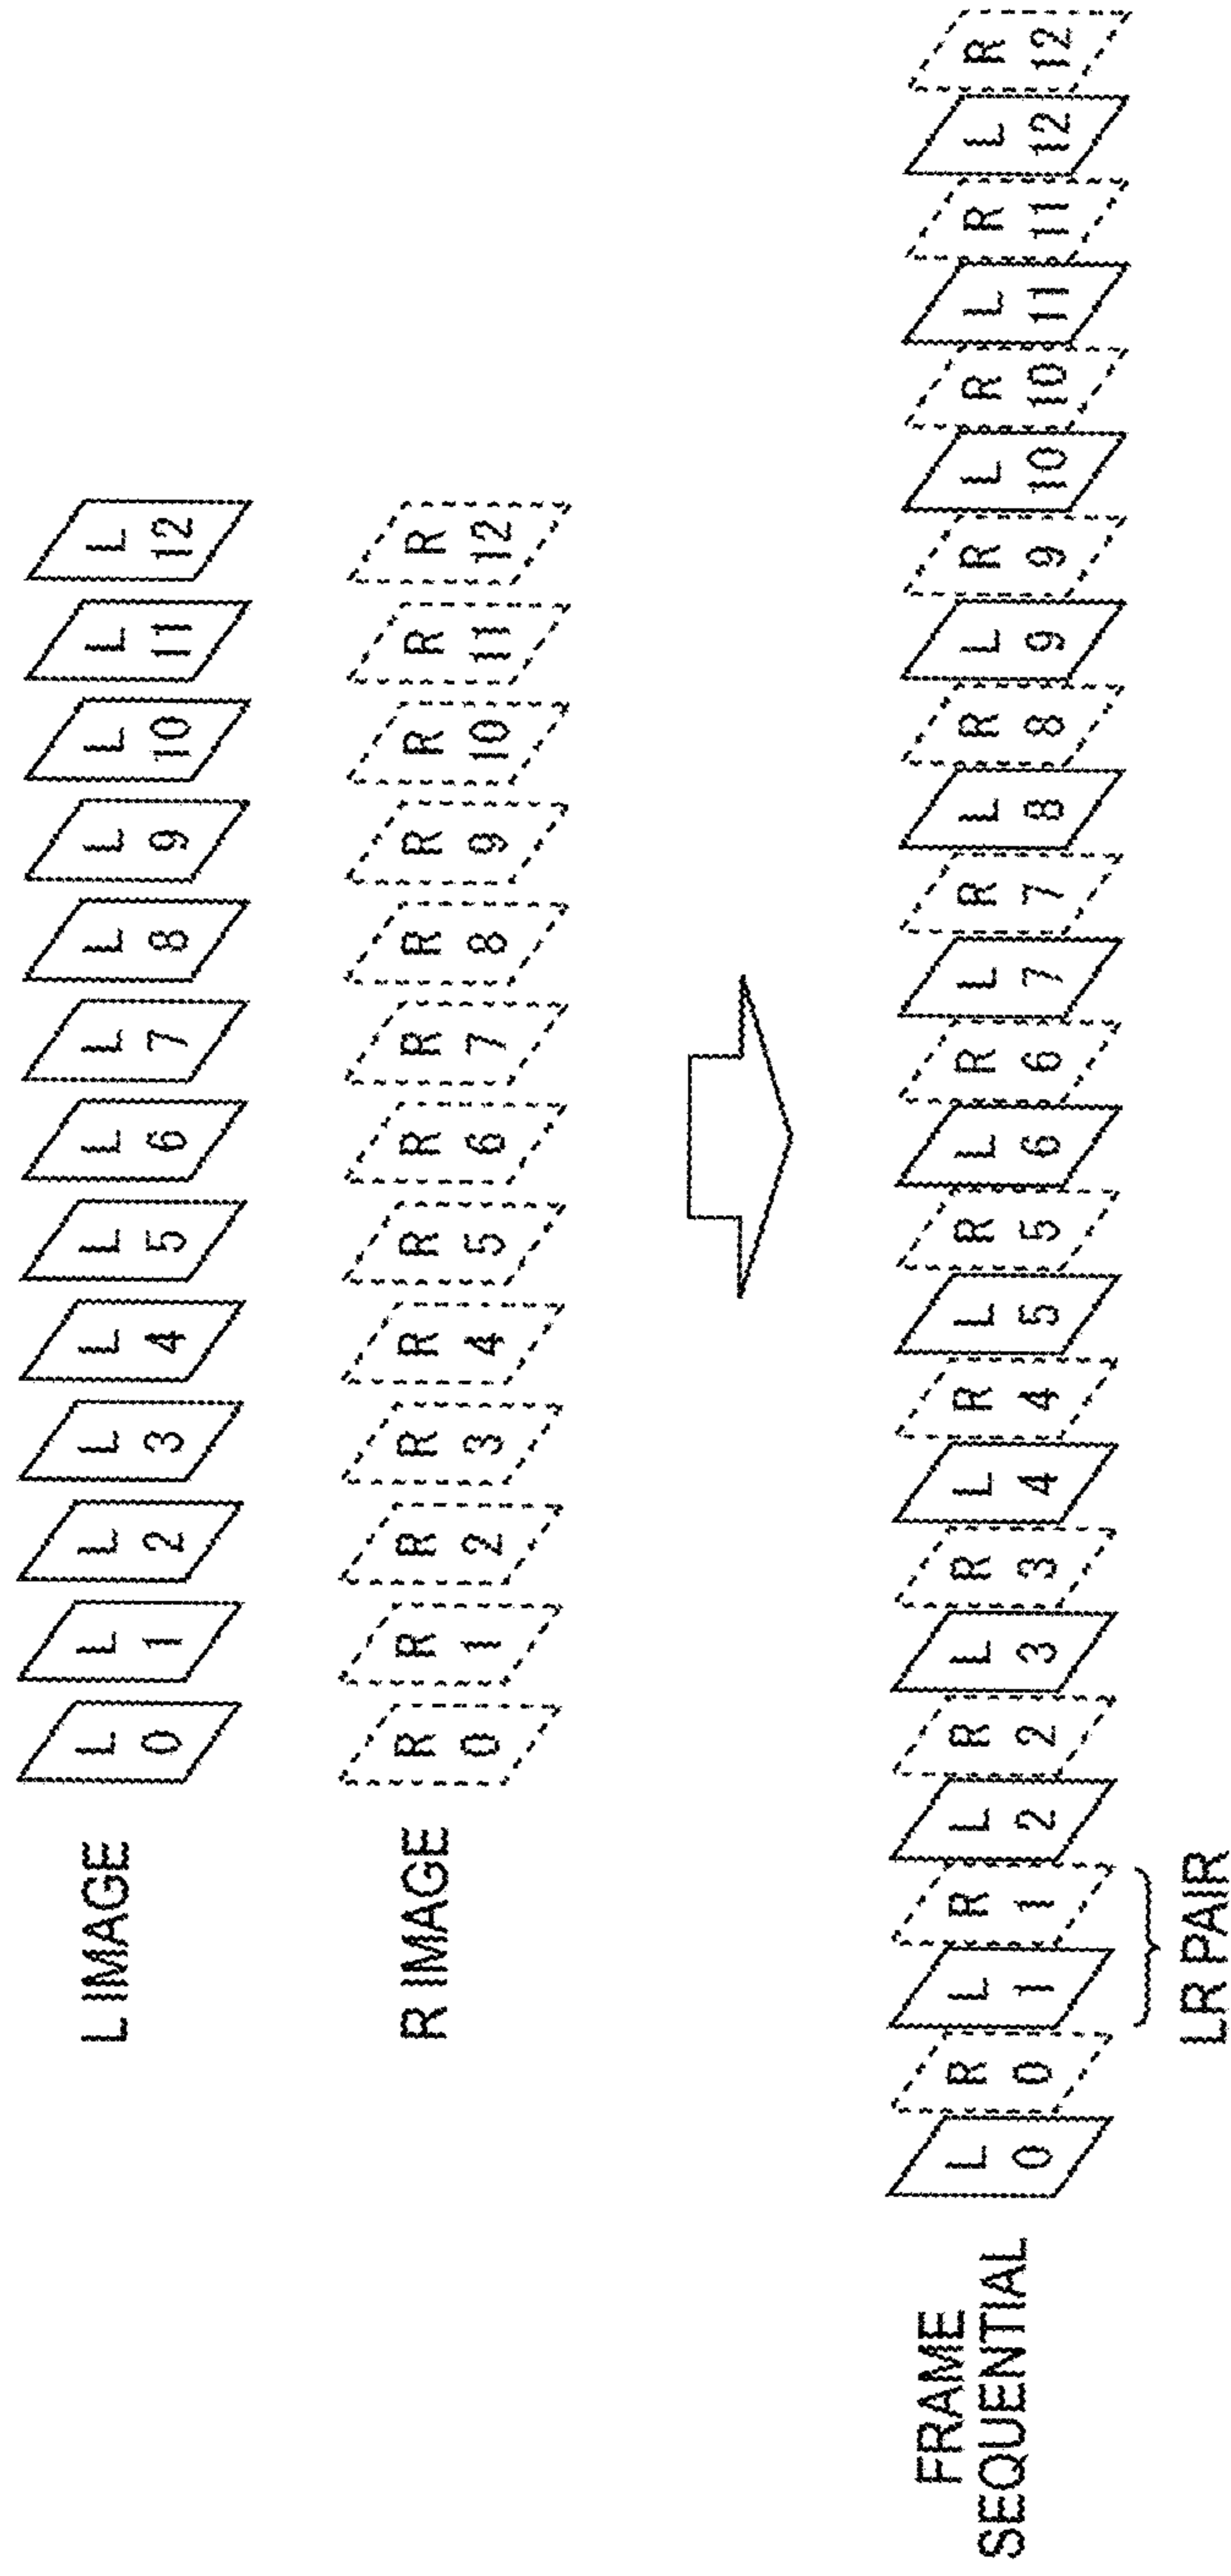 L IMAGE
L 0 L 1 L 2 L 3 L 4 L 5 L 6 L 7 L 8 L 9 L 10 L 11 L 12
R IMAGE
R 0 R 1 R 2 R 3 R 4 R 5 R 6 R 7 R 8 R 9 R 10 R 11 R 12
FRAME
SEQUENTIAL
L 0 R 0 L 1 R 1 L 2 R 2 L 3 R 3 L 4 R 4 L 5 R 5 L 6 R 6 L 7 R 7 L 8 R 8 L 9 R 9 L 10 R 10 L 11 R 11 L 12 R 12
LR PAIR